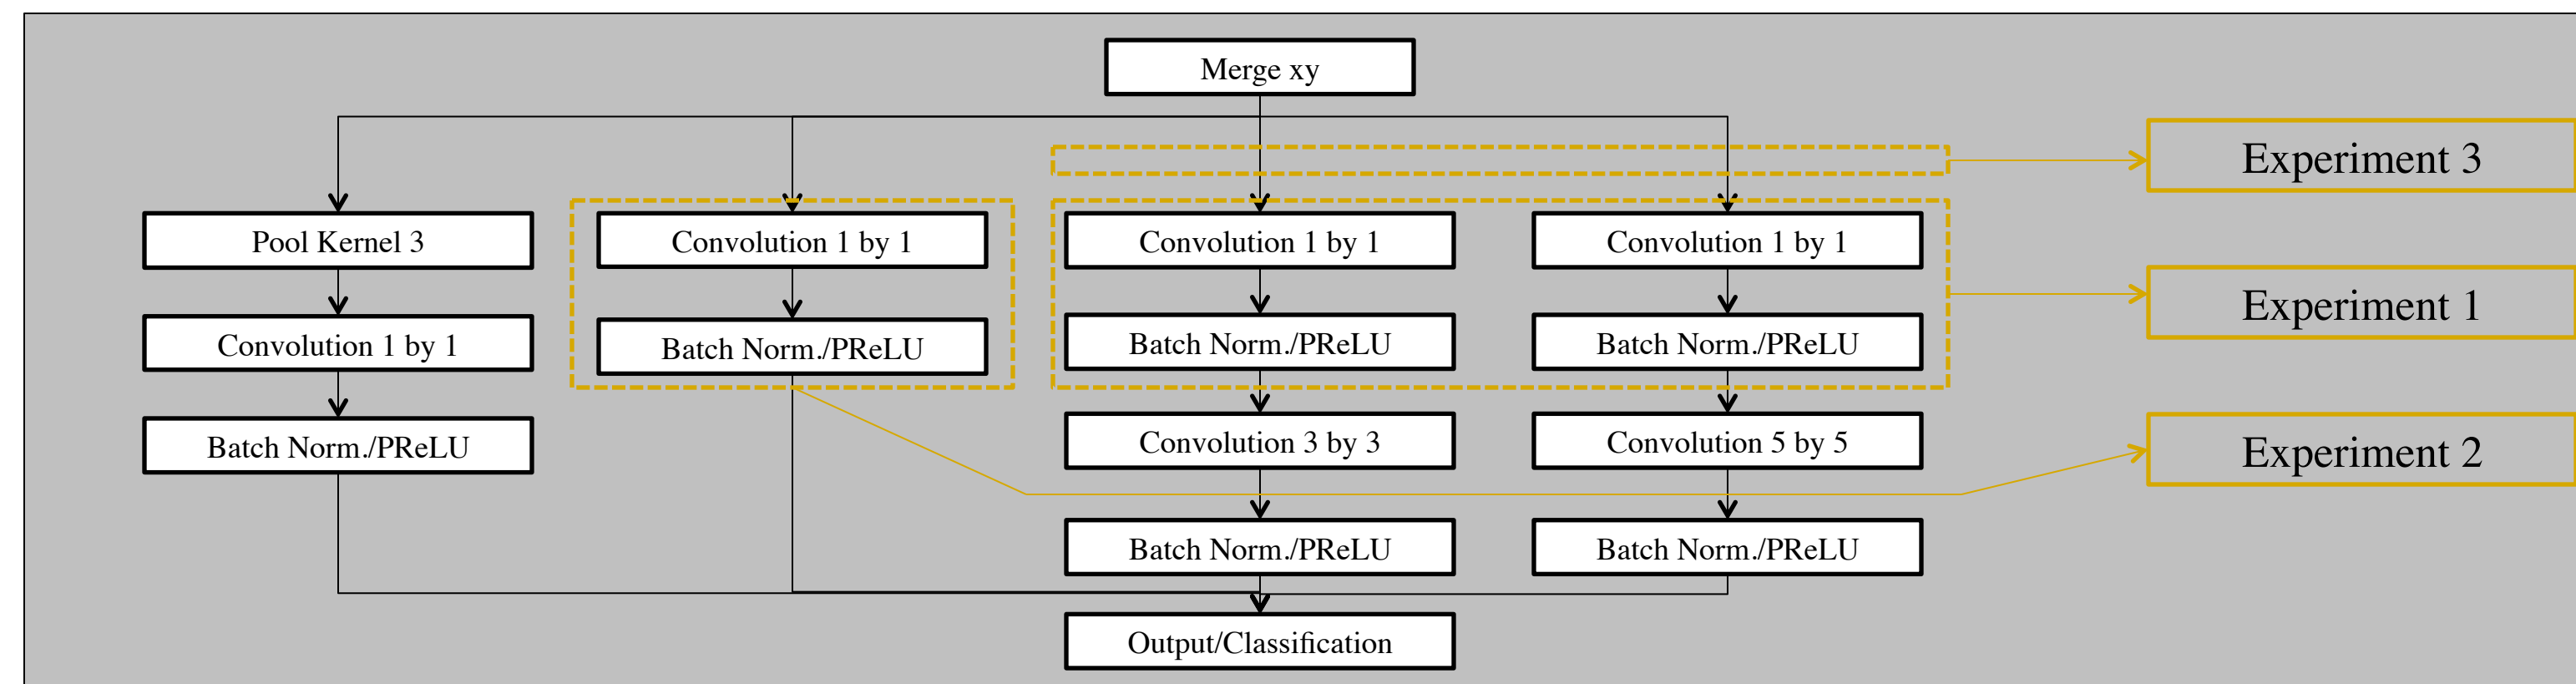 Merge xy
Experiment 3
Pool Kernel 3
Convolution 1 by 1
Convolution 1 by 1
Convolution 1 by 1
Experiment 1
Convolution 1 by 1
Batch Norm./PReLU
Batch Norm./PReLU
Batch Norm./PReLU
Batch Norm./PReLU
Convolution 3 by 3
Convolution 5 by 5
Experiment 2
Batch Norm./PReLU
Batch Norm./PReLU
Output/Classification